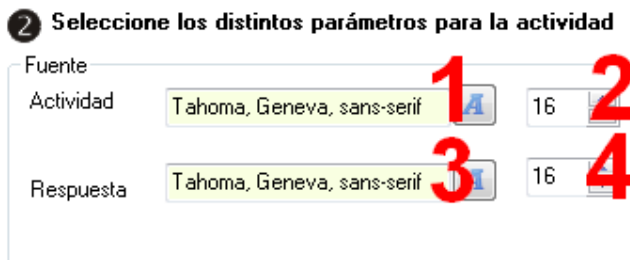 2 Seleccione los distintos parámetros para la actividad
Fuente
Actividad Tahoma, Geneva, sans-serif 1 A 16 2
Respuesta Tahoma, Geneva, sans-serif 3 A 16 4